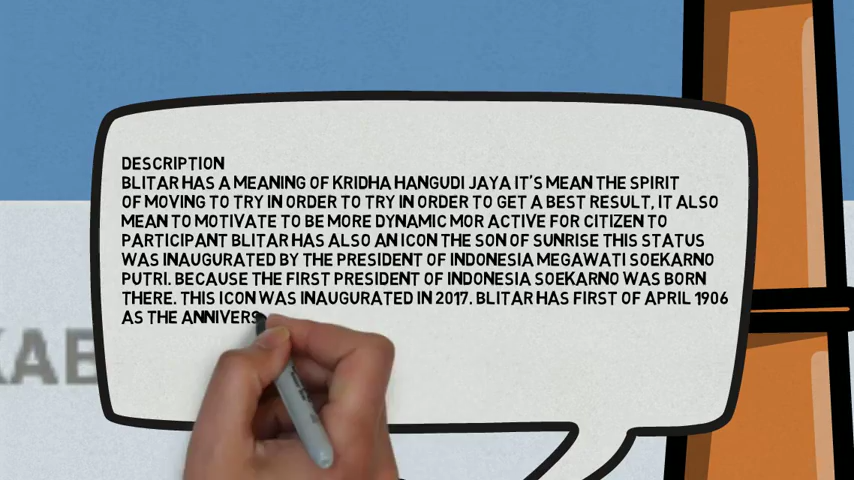 DESCRIPTION
BLITAR HAS A MEANING OF KRIDHA HANGUDI JAYA IT'S MEAN THE SPIRIT
OF MOVING TO TRY IN ORDER TO TRY IN ORDER TO GET A BEST RESULT, IT ALSO
MEAN TO MOTIVATE TO BE MORE DYNAMIC MOR ACTIVE FOR CITIZEN TO
PARTICIPANT BLITAR HAS ALSO AN ICON THE SON OF SUNRISE THIS STATUS
WAS INAUGURATED BY THE PRESIDENT OF INDONESIA MEGAWATI SOEKARNO
PUTRI. BECAUSE THE FIRST PRESIDENT OF INDONESIA SOEKARNO WAS BORN
THERE. THIS ICON WAS INAUGURATED IN 2017. BLITAR HAS FIRST OF APRIL 1906
AS THE ANNIVERS
KAB